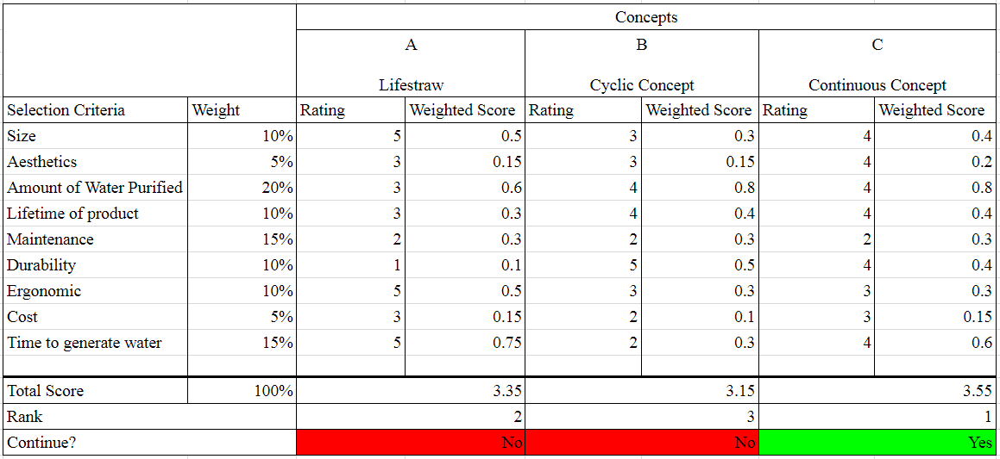 Concepts
A B C
Lifestraw Cyclic Concept Continuous Concept
Selection Criteria Weight Rating Weighted Score Rating Weighted Score Rating Weighted Score
Size 10% 5 0.5 3 0.3 4 0.4
Aesthetics 5% 3 0.15 3 0.15 4 0.2
Amount of Water Purified 20% 3 0.6 4 0.8 4 0.8
Lifetime of product 10% 3 0.3 4 0.4 4 0.4
Maintenance 15% 2 0.3 2 0.3 2 0.3
Durability 10% 1 0.1 5 0.5 4 0.4
Ergonomic 10% 5 0.5 3 0.3 3 0.3
Cost 5% 3 0.15 2 0.1 3 0.15
Time to generate water 15% 5 0.75 2 0.3 4 0.6
Total Score 100% 3.35 3.15 3.55
Rank 2 3 1
Continue? No No Yes